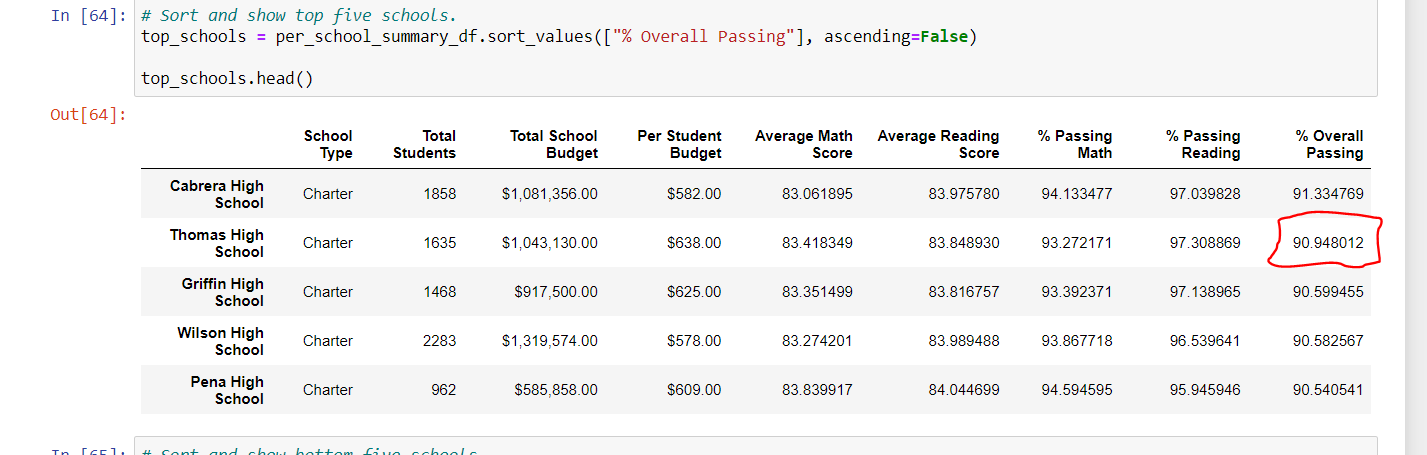 In [64]: # Sort and show top five schools.
top_schools = per_school_summary_df.sort_values(["% Overall Passing"], ascending=False)
top_schools.head()
Out[64]:
School Type Total Students Total School Budget Per Student Budget Average Math Score Average Reading Score % Passing Math % Passing Reading % Overall Passing
Cabrera High School Charter 1858 $1,081,356.00 $582.00 83.061895 83.975780 94.133477 97.039828 91.334769
Thomas High School Charter 1635 $1,043,130.00 $638.00 83.418349 83.848930 93.272171 97.308869 90.948012
Griffin High School Charter 1468 $917,500.00 $625.00 83.351499 83.816757 93.392371 97.138965 90.599455
Wilson High School Charter 2283 $1,319,574.00 $578.00 83.274201 83.989488 93.867718 96.539641 90.582567
Pena High School Charter 962 $585,858.00 $609.00 83.839917 84.044699 94.594595 95.945946 90.540541
In [65]: # Sort and show bottom five schools.